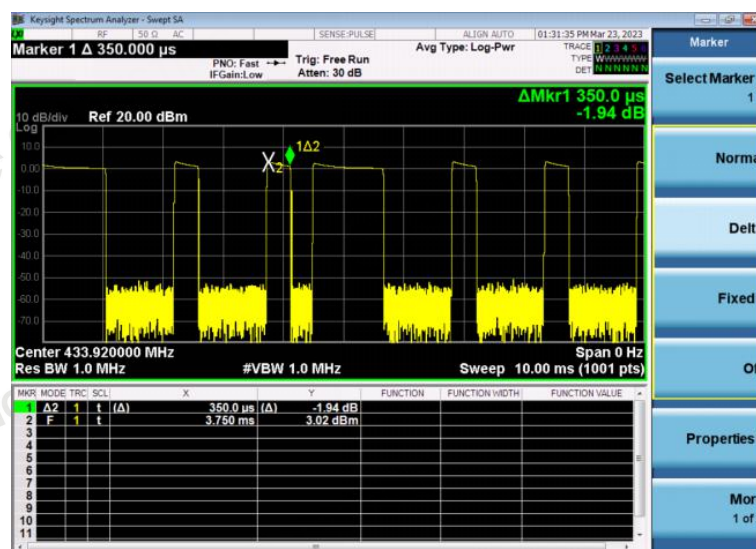 Keysight Spectrum Analyzer - Swept SA
RF 50 Ω AC SENSE:PULSE ALIGN AUTO 01:31:35 PM Mar 23, 2023
Marker 1 Δ 350.000 µs Avg Type: Log-Pwr TRACE 1 2 3 4 5 6
PNO: Fast Trig: Free Run TYPE WWWWWW
IFGain:Low Atten: 30 dB DET N N N N N N
ΔMkr1 350.0 µs
-1.94 dB
10 dB/div Ref 20.00 dBm
Log
10.0
0.00
-10.0
-20.0
-30.0
-40.0
-50.0
-60.0
-70.0
X2 1Δ2
Center 433.920000 MHz Span 0 Hz
Res BW 1.0 MHz #VBW 1.0 MHz Sweep 10.00 ms (1001 pts)
MKR MODE TRC SCL X Y FUNCTION FUNCTION WIDTH FUNCTION VALUE
1 Δ2 1 t (Δ) 350.0 µs (Δ) -1.94 dB
2 F 1 t 3.750 ms 3.02 dBm
3
4
5
6
7
8
9
10
11
Marker
Select Marker
1
Norma
Delt
Fixed
Of
Properties
Mor
1 of